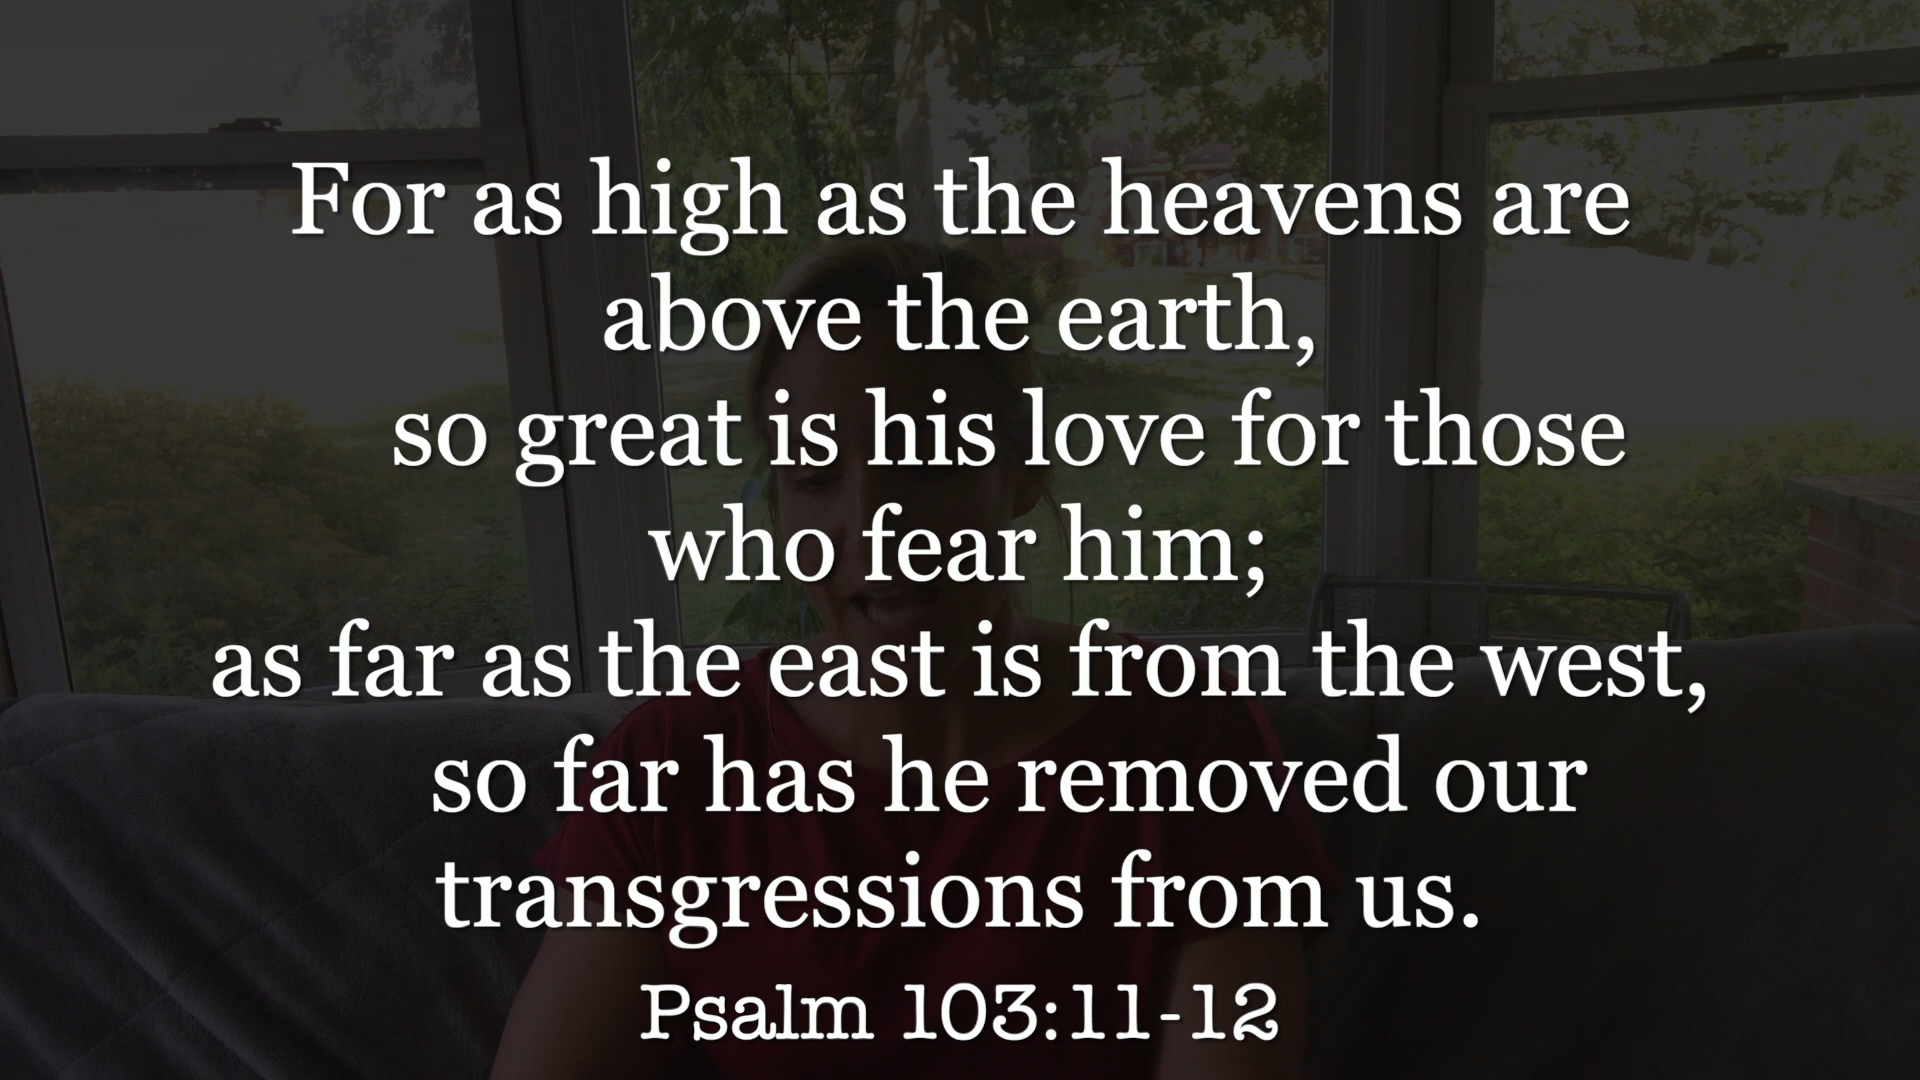 For as high as the heavens are
above the earth,
so great is his love for those
who fear him;
as far as the east is from the west,
so far has he removed our
transgressions from us.
Psalm 103:11-12